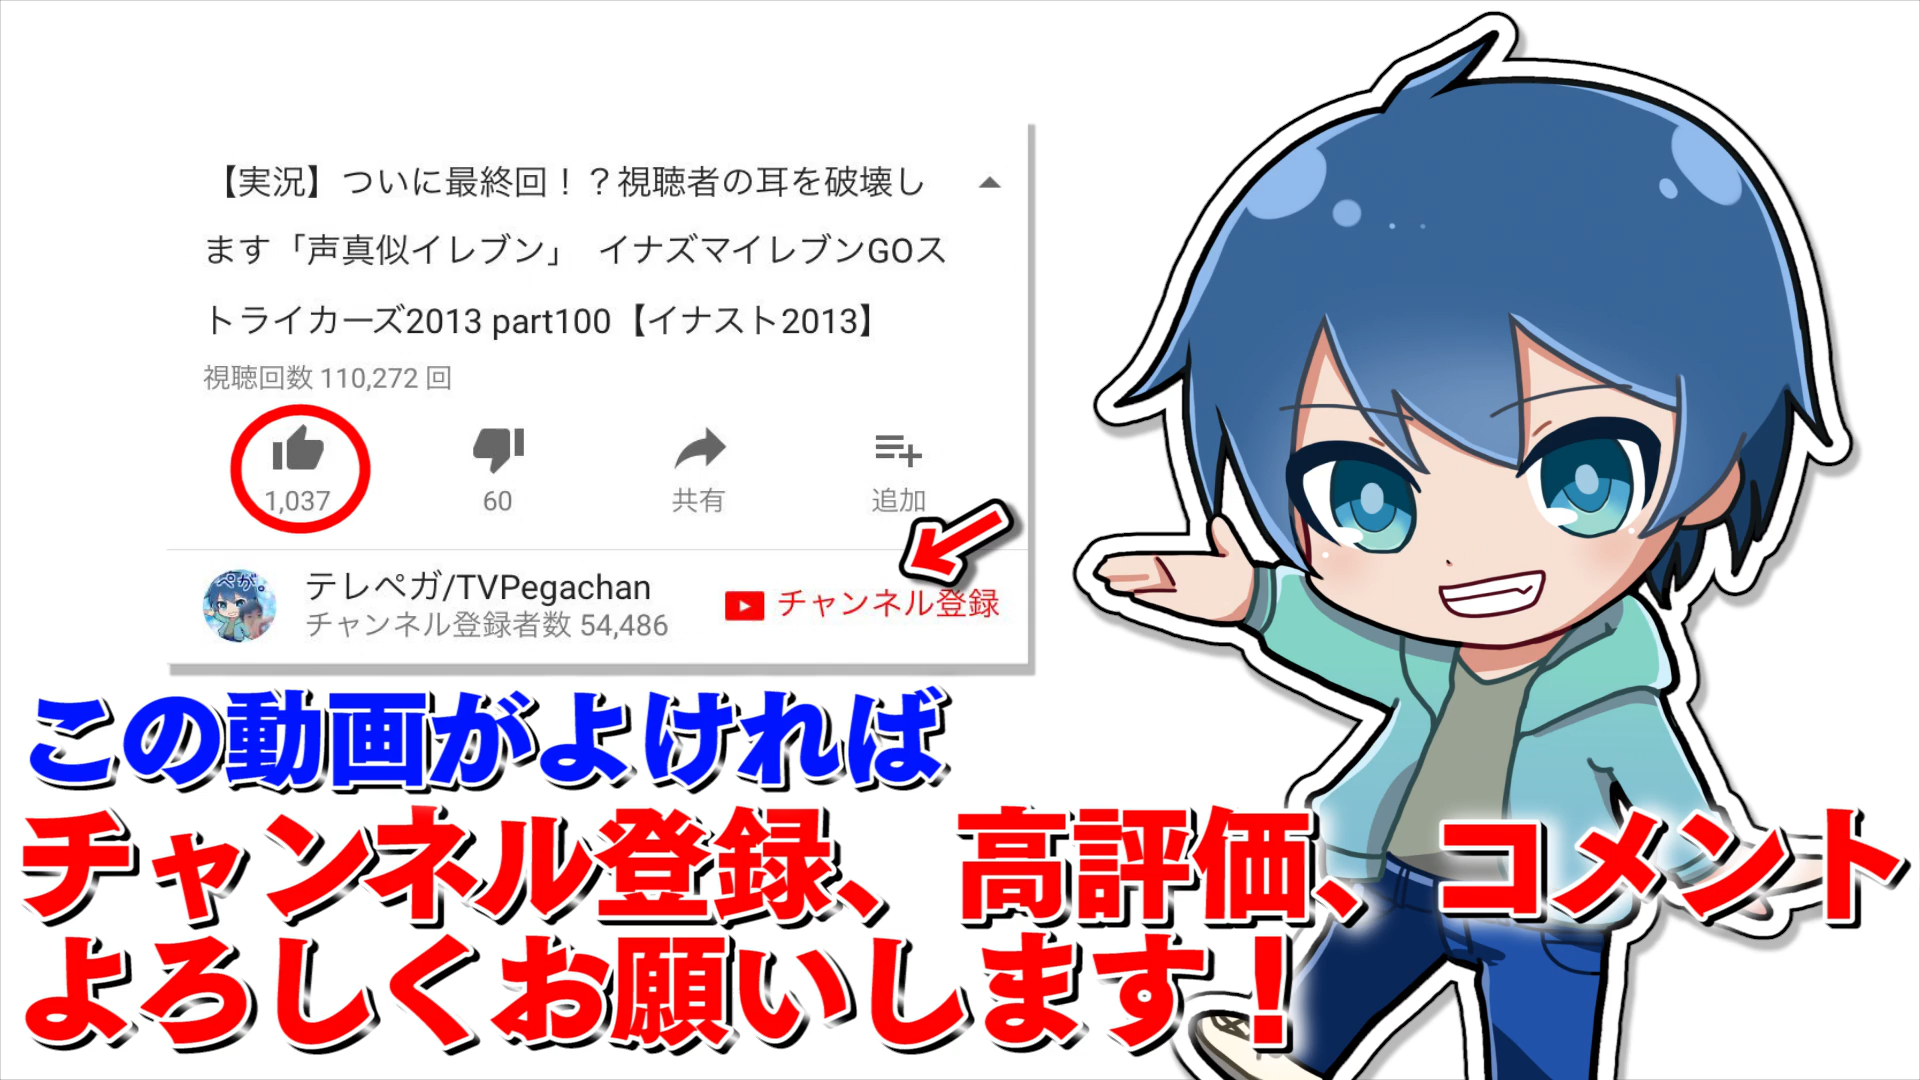 【実況】ついに最終回！？視聴者の耳を破壊し
ます「声真似イレブン」 イナズマイレブンGOス
トライカーズ2013 part100【イナスト2013】
視聴回数 110,272 回
1,037
60
共有
追加
ぺが。
テレペガ/TVPegachan
チャンネル登録者数 54,486
チャンネル登録
この動画がよければ
チャンネル登録、高評価、コメント
よろしくお願いします！